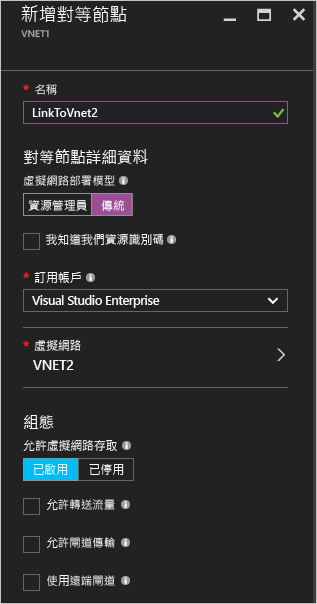 新增對等節點
VNET1
* 名稱
LinkToVnet2
對等節點詳細資料
虛擬網路部署模型
資源管理員 傳統
我知道我們資源識別碼
* 訂用帳戶
Visual Studio Enterprise
* 虛擬網路
VNET2
組態
允許虛擬網路存取
已啟用 已停用
允許轉送流量
允許閘道傳輸
使用遠端閘道